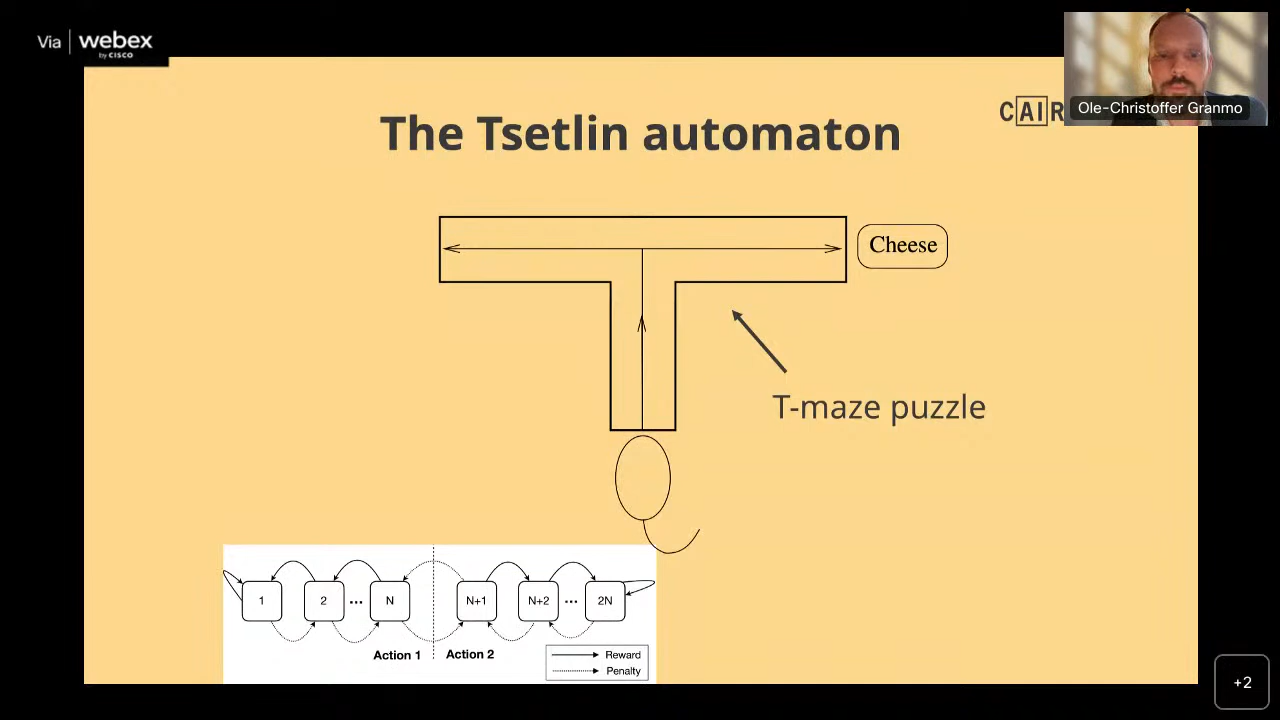 Via webex
by CISCO
CAIR
Ole-Christoffer Granmo
The Tsetlin automaton
Cheese
T-maze puzzle
1 2 ... N N+1 N+2 ... 2N
Action 1 Action 2
Reward
Penalty
+2